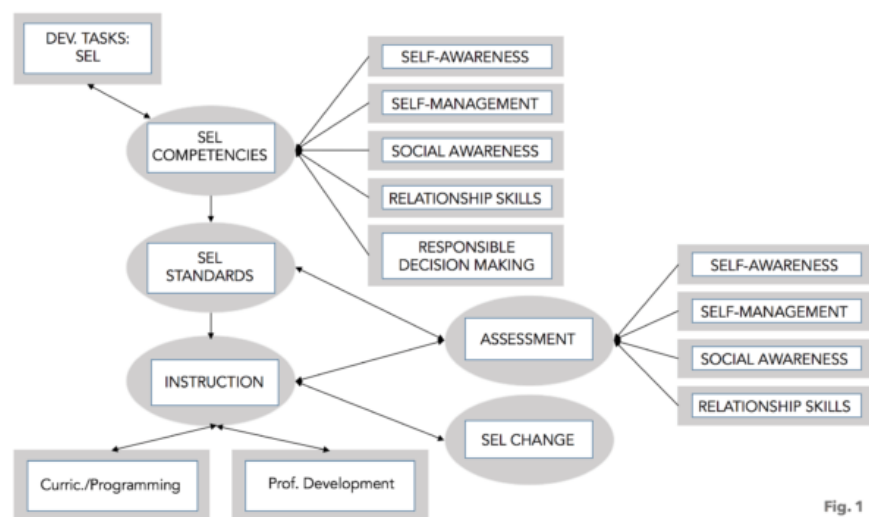 DEV. TASKS:
SEL
SELF-AWARENESS
SELF-MANAGEMENT
SEL
COMPETENCIES
SOCIAL AWARENESS
RELATIONSHIP SKILLS
RESPONSIBLE
DECISION MAKING
SEL
STANDARDS
SELF-AWARENESS
SELF-MANAGEMENT
ASSESSMENT
SOCIAL AWARENESS
INSTRUCTION
RELATIONSHIP SKILLS
SEL CHANGE
Curric./Programming
Prof. Development
Fig. 1